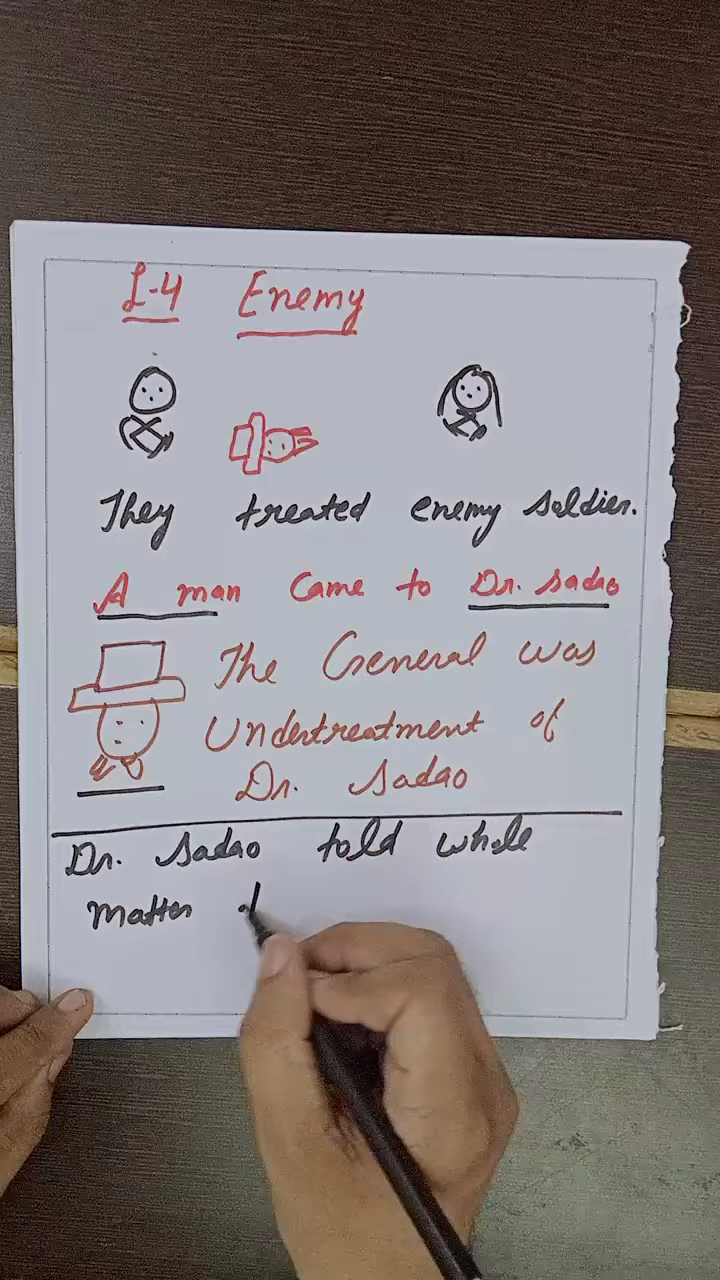 L-4 Enemy
They treated enemy soldier.
A man came to Dr. Sadao
The General was
Undertreatment of
Dr. Sadao
Dr. Sadao told whole
matter